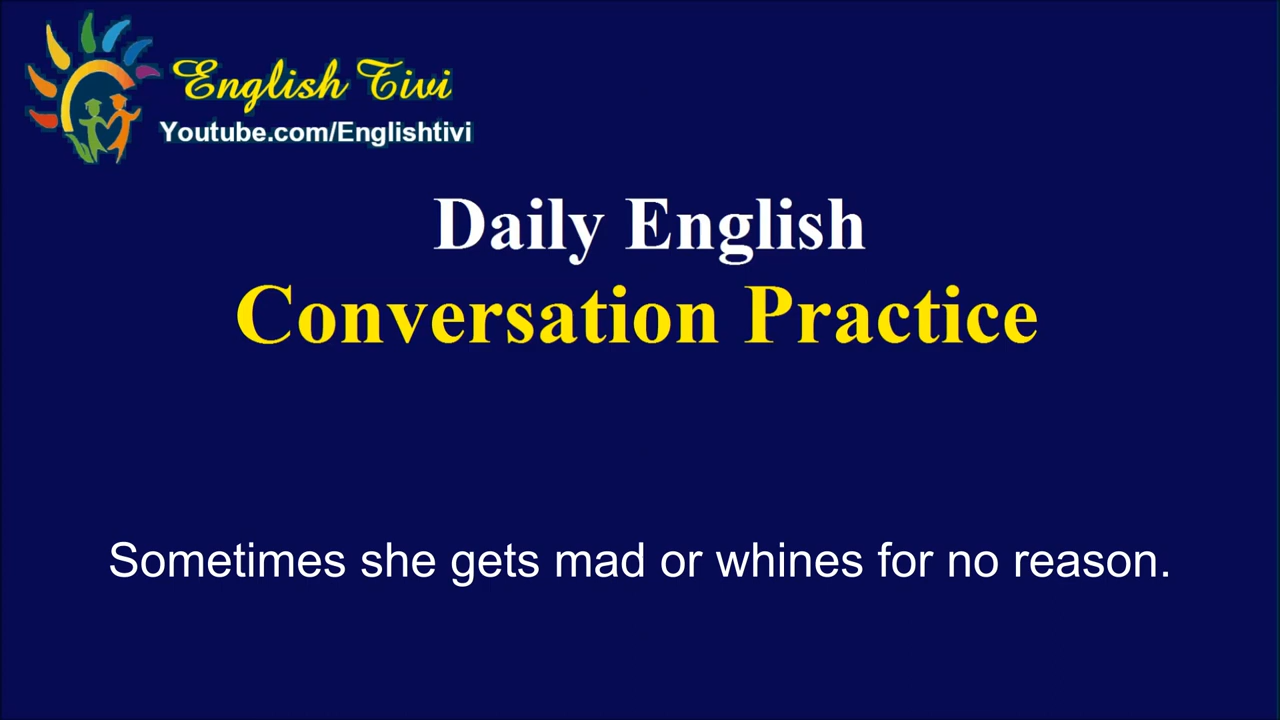 English Tivi
Youtube.com/Englishtivi
Daily English
Conversation Practice
Sometimes she gets mad or whines for no reason.